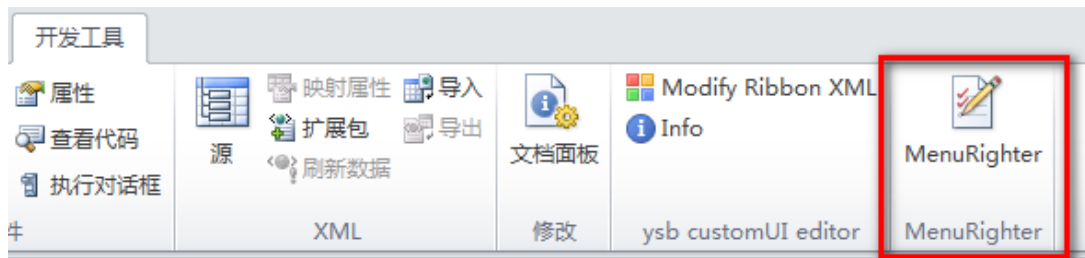 开发工具
属性
查看代码
执行对话框
件
源
映射属性
扩展包
刷新数据
导入
导出
XML
文档面板
修改
Modify Ribbon XML
Info
ysb customUI editor
MenuRighter
MenuRighter